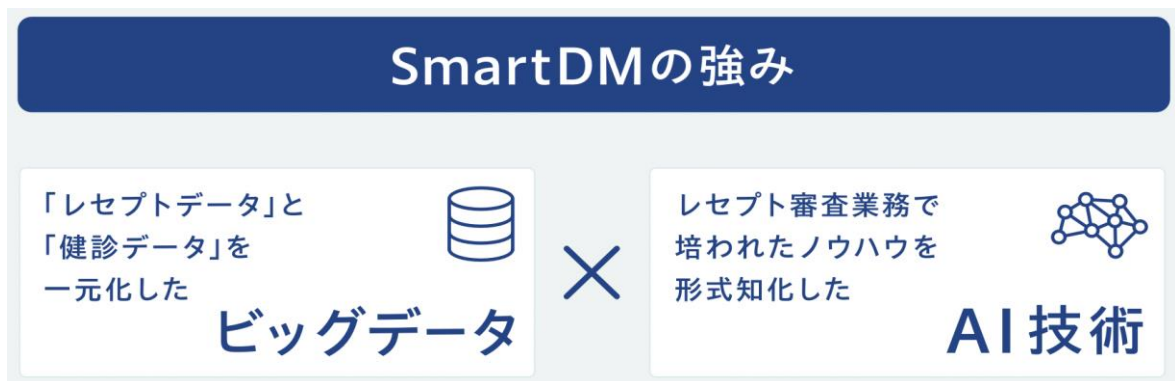 SmartDMの強み
「レセプトデータ」と
「健診データ」を
一元化した
ビッグデータ
×
レセプト審査業務で
培われたノウハウを
形式知化した
AI技術